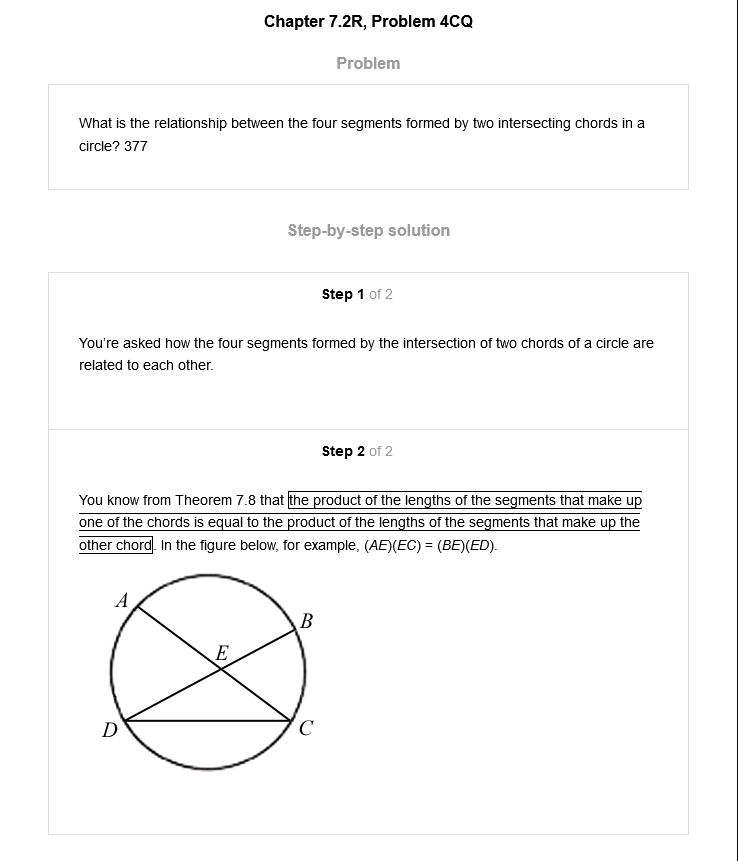 Chapter 7.2R, Problem 4CQ
Problem
What is the relationship between the four segments formed by two intersecting chords in a
circle? 377
Step-by-step solution
Step 1 of 2
You’re asked how the four segments formed by the intersection of two chords of a circle are
related to each other.
Step 2 of 2
You know from Theorem 7.8 that the product of the lengths of the segments that make up
one of the chords is equal to the product of the lengths of the segments that make up the
other chord. In the figure below, for example, (AE)(EC) = (BE)(ED).
A
B
E
D
C